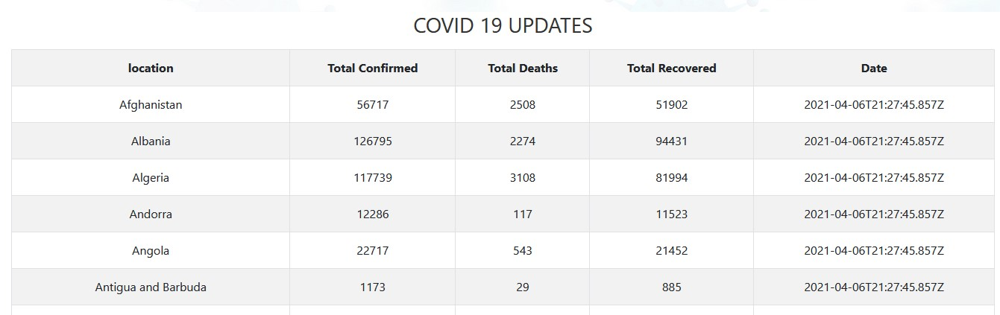 COVID 19 UPDATES
location Total Confirmed Total Deaths Total Recovered Date
Afghanistan 56717 2508 51902 2021-04-06T21:27:45.857Z
Albania 126795 2274 94431 2021-04-06T21:27:45.857Z
Algeria 117739 3108 81994 2021-04-06T21:27:45.857Z
Andorra 12286 117 11523 2021-04-06T21:27:45.857Z
Angola 22717 543 21452 2021-04-06T21:27:45.857Z
Antigua and Barbuda 1173 29 885 2021-04-06T21:27:45.857Z